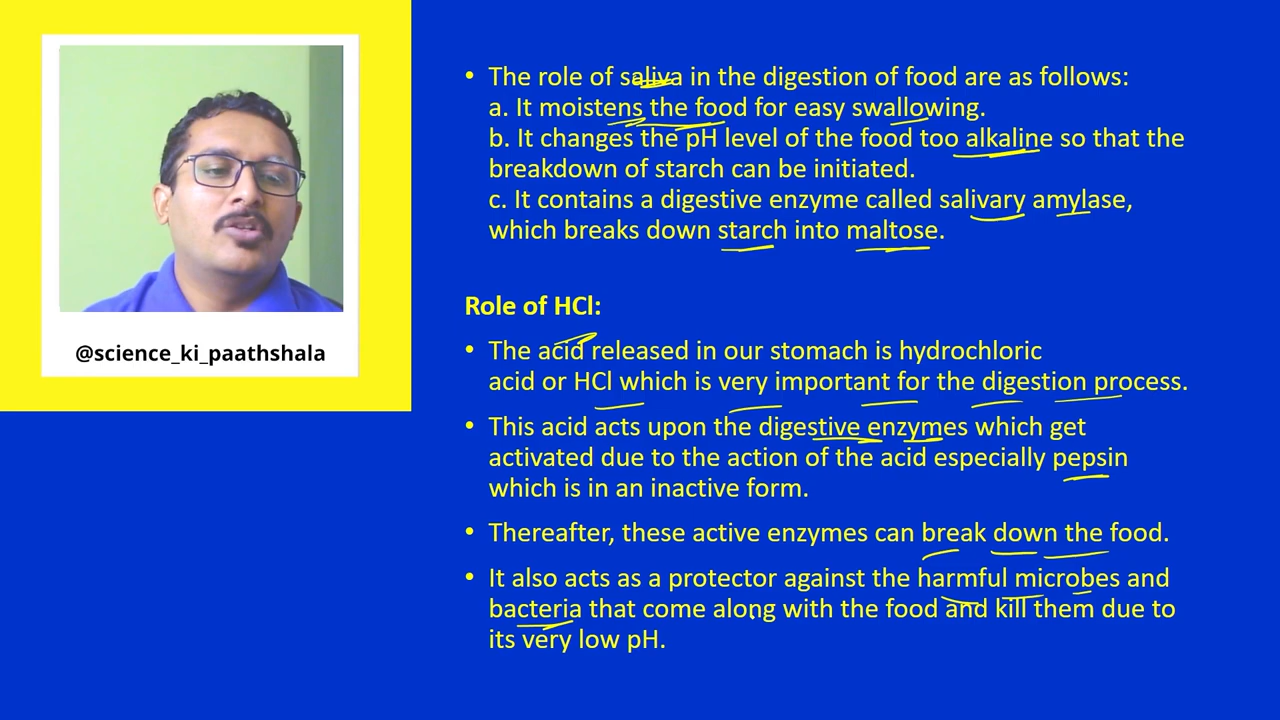 @science_ki_paathshala
• The role of saliva in the digestion of food are as follows:
a. It moistens the food for easy swallowing.
b. It changes the pH level of the food too alkaline so that the
breakdown of starch can be initiated.
c. It contains a digestive enzyme called salivary amylase,
which breaks down starch into maltose.
Role of HCl:
• The acid released in our stomach is hydrochloric
acid or HCl which is very important for the digestion process.
• This acid acts upon the digestive enzymes which get
activated due to the action of the acid especially pepsin
which is in an inactive form.
• Thereafter, these active enzymes can break down the food.
• It also acts as a protector against the harmful microbes and
bacteria that come along with the food and kill them due to
its very low pH.